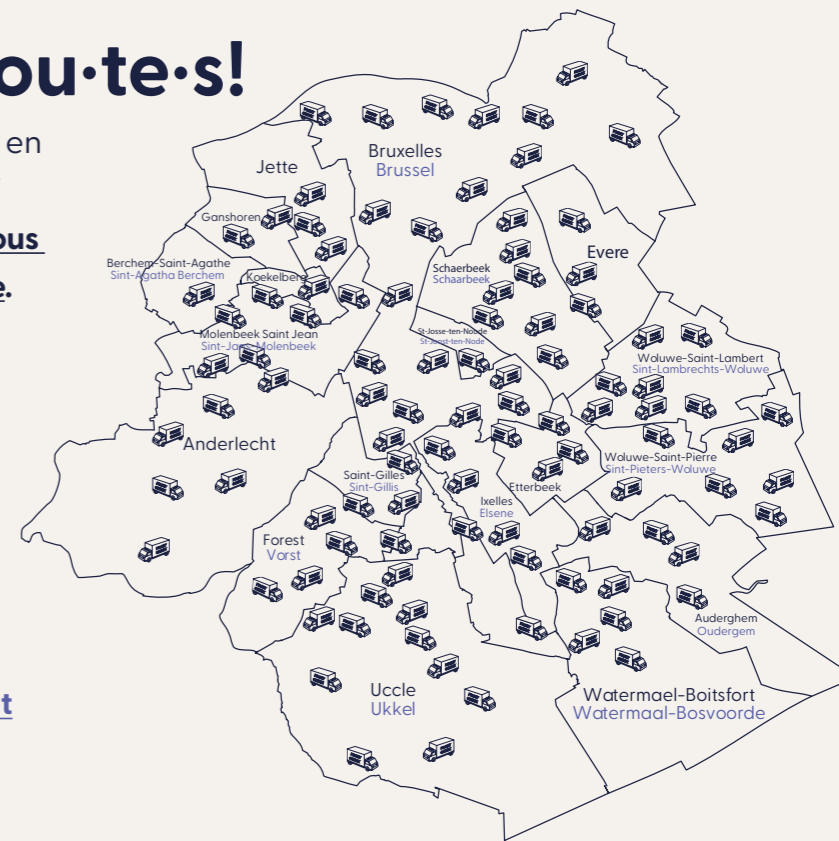 ou·te·s!
en
ous
e.
t
Jette
Bruxelles
Brussel
Ganshoren
Evere
Berchem-Saint-Agathe
Sint-Agatha Berchem
Koekelberg
Schaerbeek
Schaarbeek
Molenbeek Saint Jean
Sint-Jans-Molenbeek
St-Josse-ten-Noode
St-Joost-ten-Node
Woluwe-Saint-Lambert
Sint-Lambrechts-Woluwe
Anderlecht
Woluwe-Saint-Pierre
Sint-Pieters-Woluwe
Saint-Gilles
Sint-Gillis
Etterbeek
Ixelles
Elsene
Forest
Vorst
Auderghem
Oudergem
Uccle
Ukkel
Watermael-Boitsfort
Watermaal-Bosvoorde